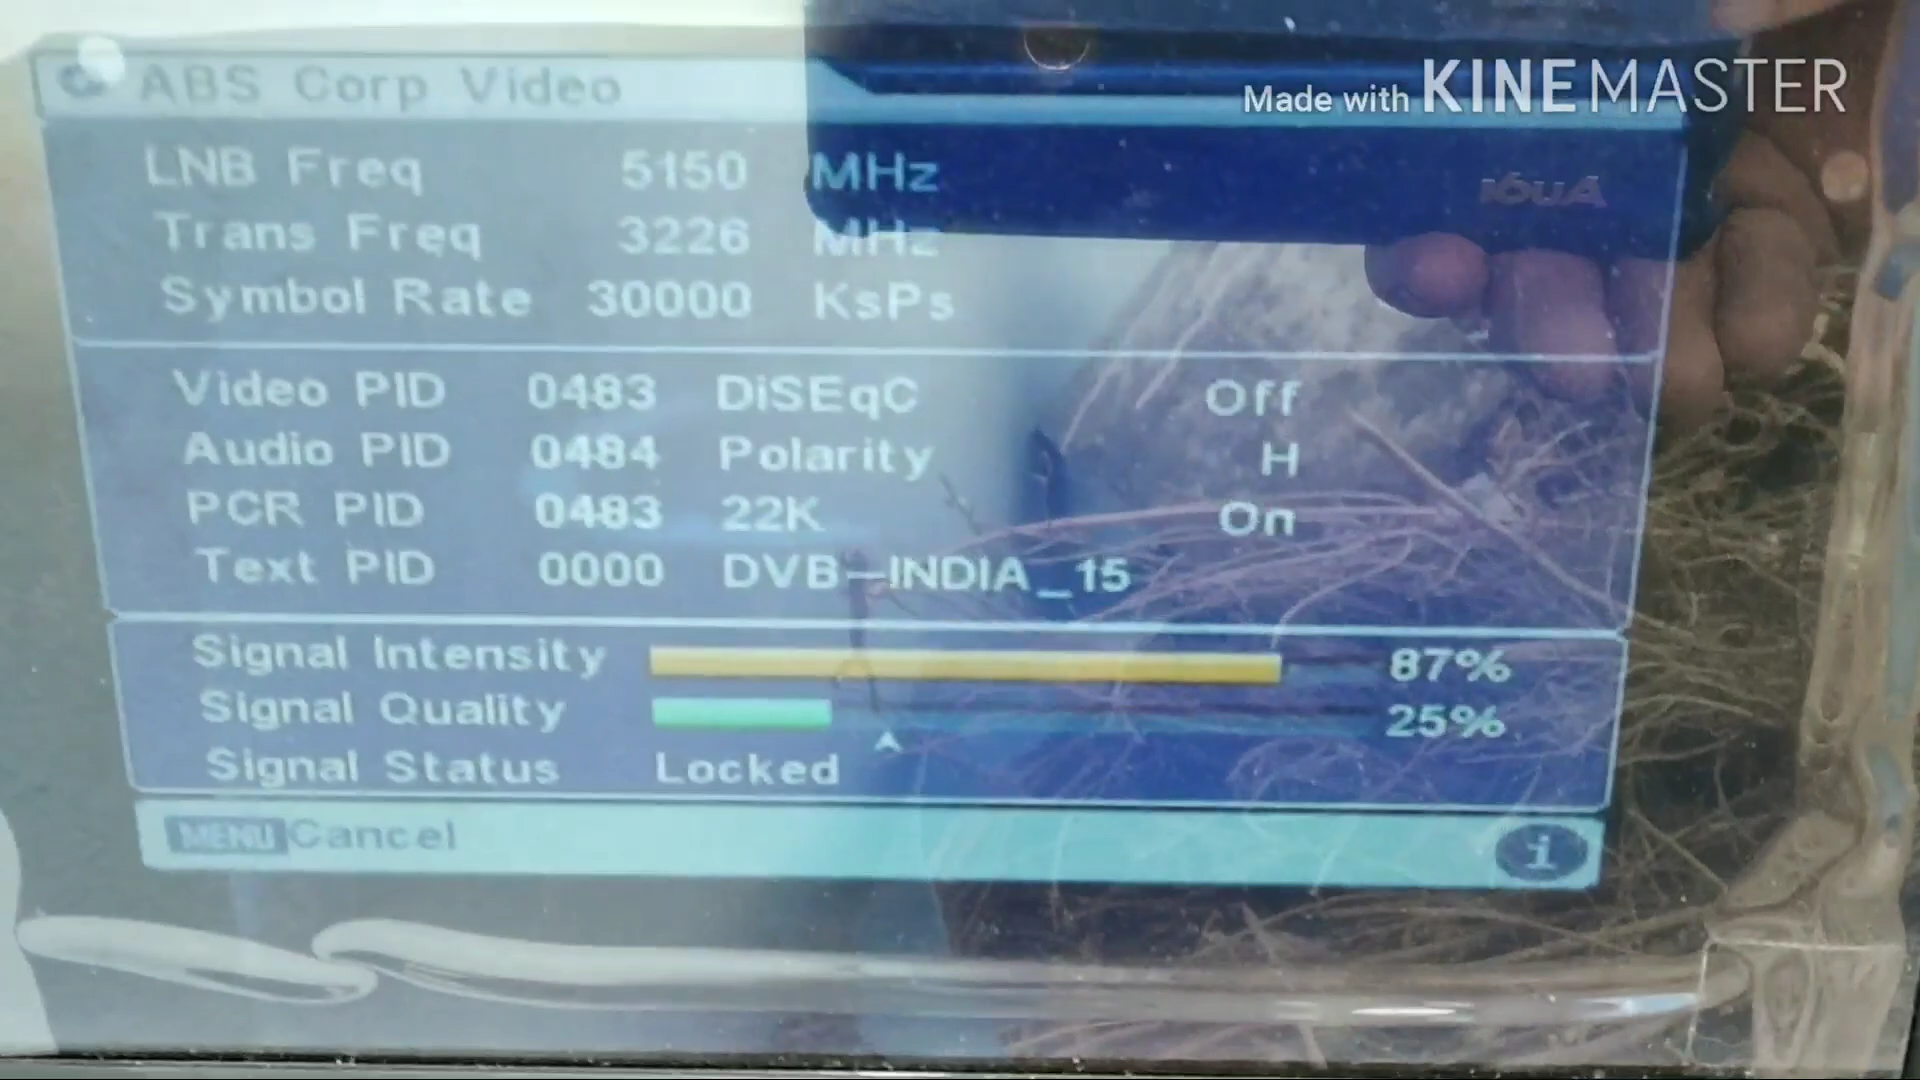 Made with KINEMASTER
ABS Corp Video
LNB Freq 5150 MHz
Trans Freq 3226 MHz
Symbol Rate 30000 KsPs
Video PID 0483 DiSEqC Off
Audio PID 0484 Polarity H
PCR PID 0483 22K On
Text PID 0000 DVB-INDIA_15
Signal Intensity 87%
Signal Quality 25%
Signal Status Locked
MENU Cancel i